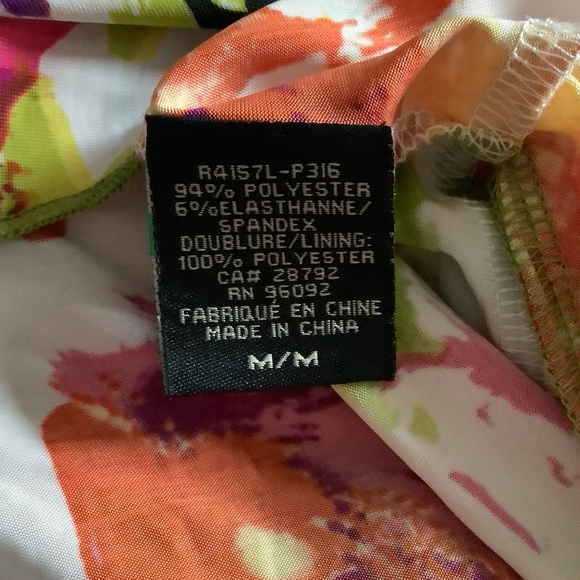 R4157L-P316
94% POLYESTER
6%ELASTHANNE/
SPANDEX
DOUBLURE/LINING:
100% POLYESTER
CA# 28792
RN 96092
FABRIQUÉ EN CHINE
MADE IN CHINA
M/M